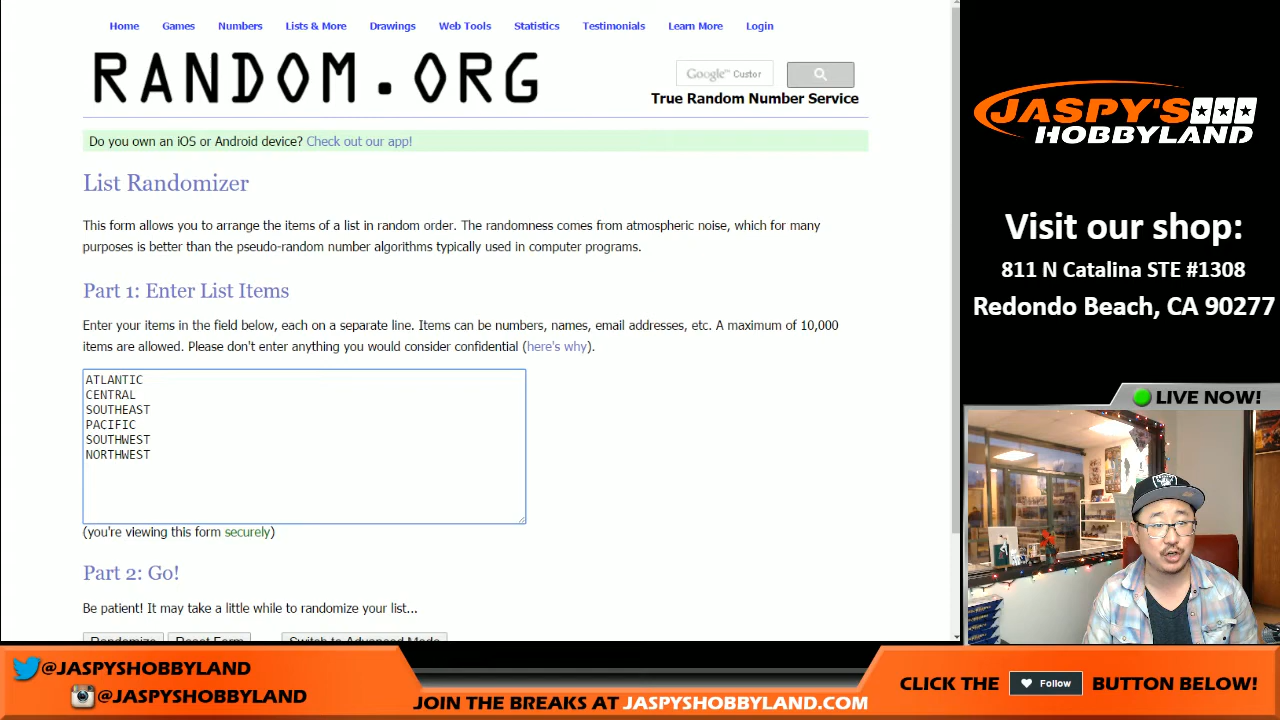 Home Games Numbers Lists & More Drawings Web Tools Statistics Testimonials Learn More Login
RANDOM.ORG
Google™ Custor
True Random Number Service
Do you own an iOS or Android device? Check out our app!
List Randomizer
This form allows you to arrange the items of a list in random order. The randomness comes from atmospheric noise, which for many
purposes is better than the pseudo-random number algorithms typically used in computer programs.
Part 1: Enter List Items
Enter your items in the field below, each on a separate line. Items can be numbers, names, email addresses, etc. A maximum of 10,000
items are allowed. Please don't enter anything you would consider confidential (here's why).
ATLANTIC
CENTRAL
SOUTHEAST
PACIFIC
SOUTHWEST
NORTHWEST
(you're viewing this form securely)
Part 2: Go!
Be patient! It may take a little while to randomize your list...
Randomize Reset Form Switch to Advanced Mode
JASPY'S
HOBBYLAND
Visit our shop:
811 N Catalina STE #1308
Redondo Beach, CA 90277
LIVE NOW!
@JASPYSHOBBYLAND
@JASPYSHOBBYLAND
JOIN THE BREAKS AT JASPYSHOBBYLAND.COM
CLICK THE Follow BUTTON BELOW!